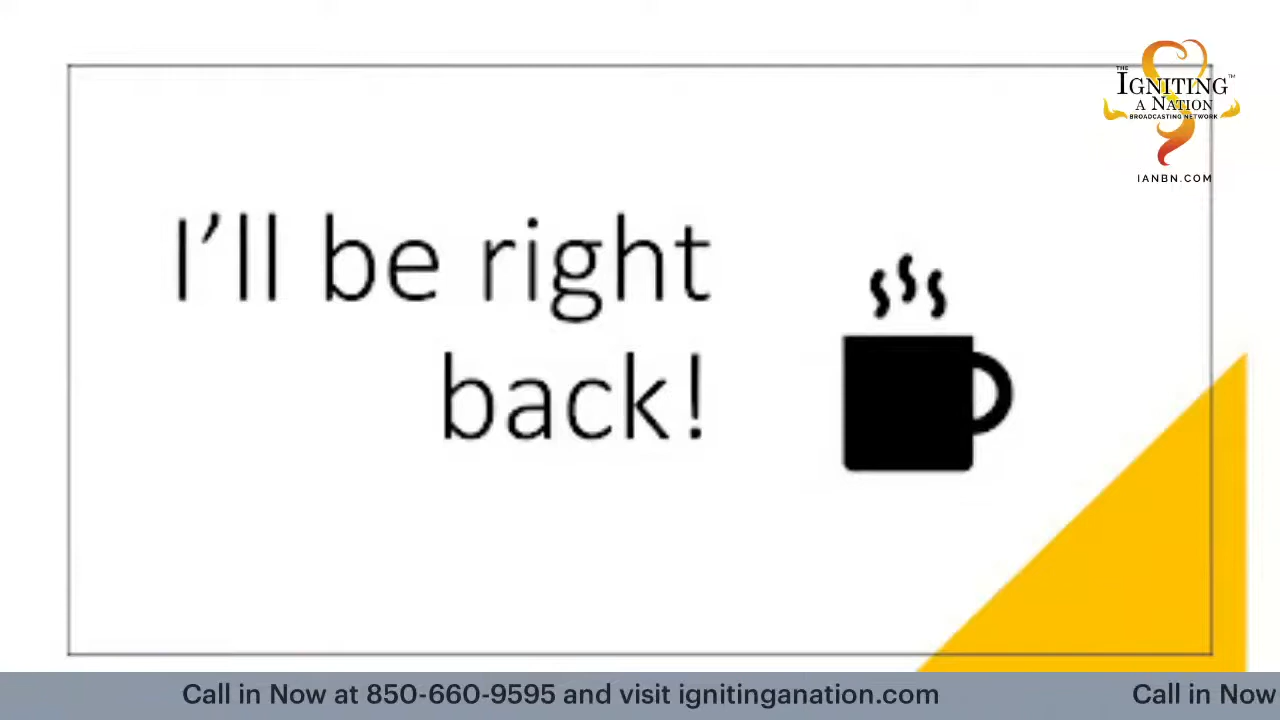 THE
IGNITING™
A NATION
BROADCASTING NETWORK
IANBN.COM
I'll be right
back!
Call in Now at 850-660-9595 and visit ignitinganation.com
Call in Now